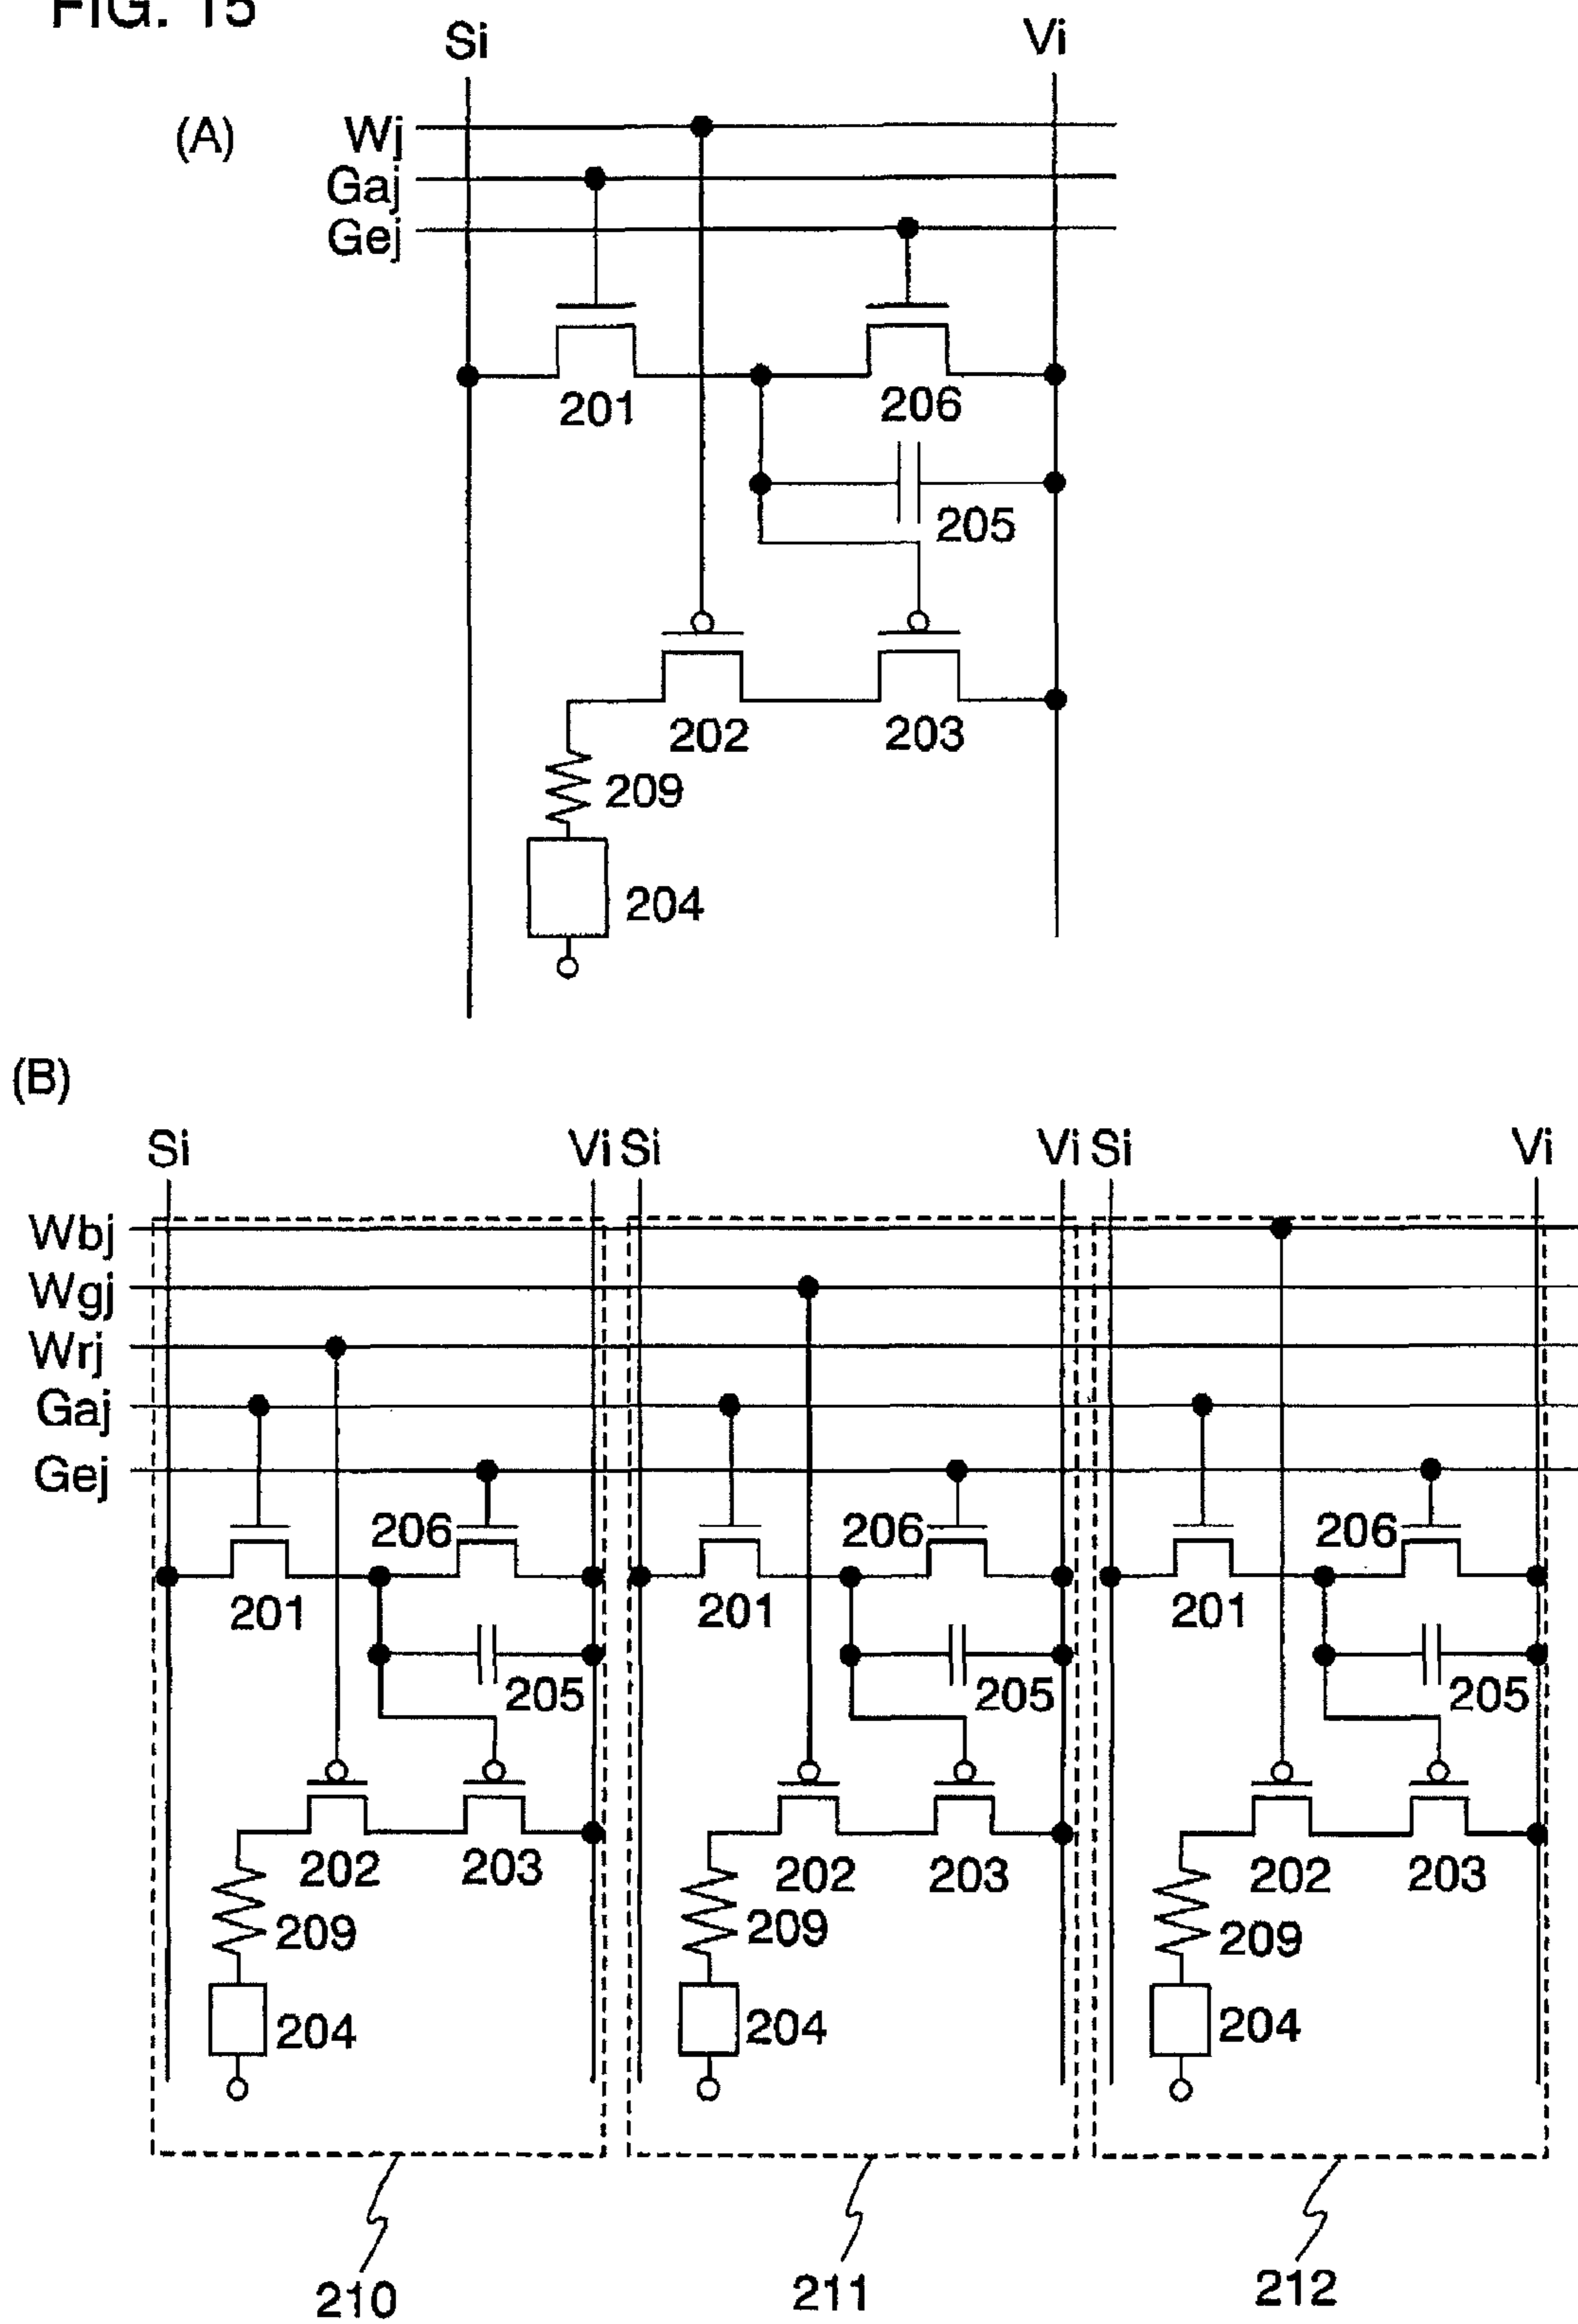 FIG. 15
Si Vi
(A) Wj
Gaj
Gej
201 206
205
202 203
209
204
(B)
Si Vi Si Vi Si Vi
Wbj
Wgj
Wrj
Gaj
Gej
206 206 206
201 201 201
205 205 205
202 203 202 203 202 203
209 209 209
204 204 204
210 211 212